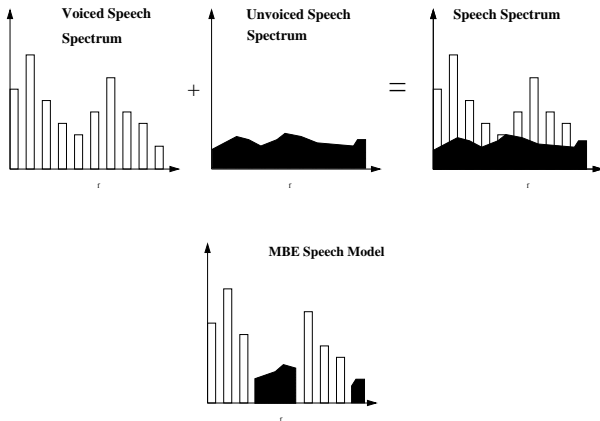 Voiced Speech
Spectrum
Unvoiced Speech
Spectrum
Speech Spectrum
+
=
f
f
f
MBE Speech Model
f